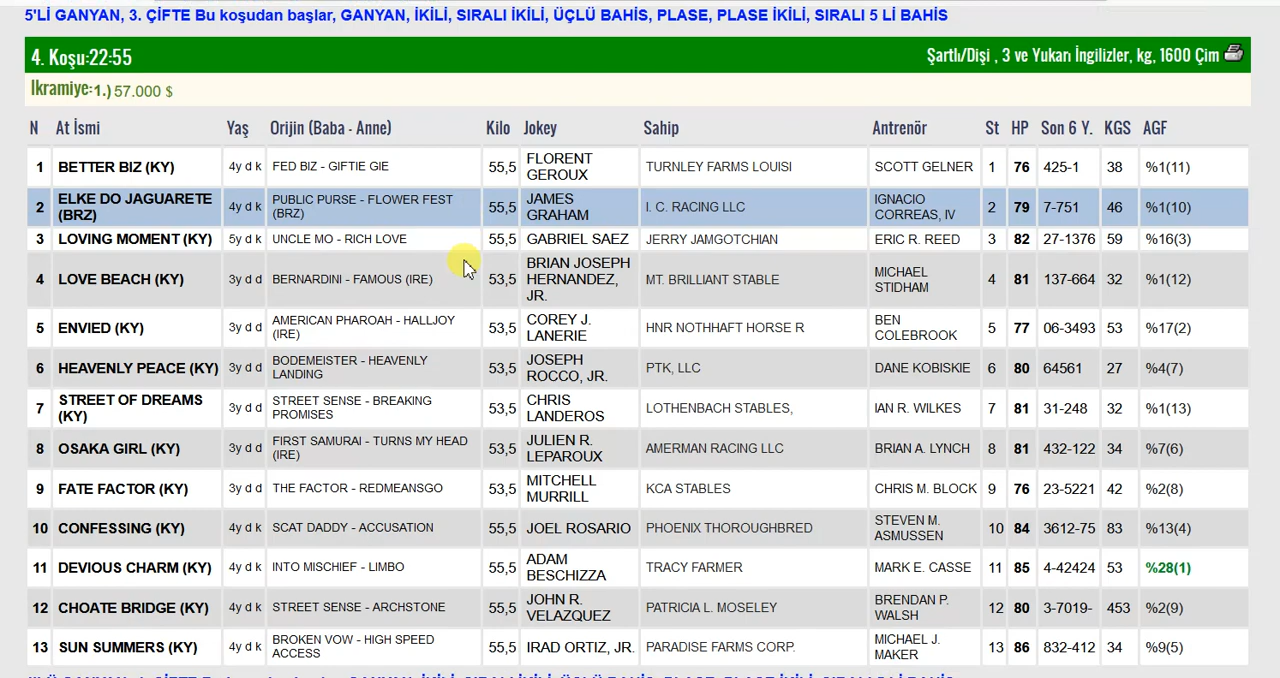 5'Lİ GANYAN, 3. ÇİFTE Bu koşudan başlar, GANYAN, İKİLİ, SIRALI İKİLİ, ÜÇLÜ BAHİS, PLASE, PLASE İKİLİ, SIRALI 5 Lİ BAHİS
4. Koşu:22:55 Şartlı/Dişi , 3 ve Yukarı İngilizler, kg, 1600 Çim
İkramiye:1.) 57.000 $
N At İsmi Yaş Orijin (Baba - Anne) Kilo Jokey Sahip Antrenör St HP Son 6 Y. KGS AGF
1 BETTER BIZ (KY) 4y d k FED BIZ - GIFTIE GIE 55,5 FLORENT GEROUX TURNLEY FARMS LOUISI SCOTT GELNER 1 76 425-1 38 %1(11)
2 ELKE DO JAGUARETE (BRZ) 4y d k PUBLIC PURSE - FLOWER FEST (BRZ) 55,5 JAMES GRAHAM I. C. RACING LLC IGNACIO CORREAS, IV 2 79 7-751 46 %1(10)
3 LOVING MOMENT (KY) 5y d k UNCLE MO - RICH LOVE 55,5 GABRIEL SAEZ JERRY JAMGOTCHIAN ERIC R. REED 3 82 27-1376 59 %16(3)
4 LOVE BEACH (KY) 3y d d BERNARDINI - FAMOUS (IRE) 53,5 BRIAN JOSEPH HERNANDEZ, JR. MT. BRILLIANT STABLE MICHAEL STIDHAM 4 81 137-664 32 %1(12)
5 ENVIED (KY) 3y d d AMERICAN PHAROAH - HALLJOY (IRE) 53,5 COREY J. LANERIE HNR NOTHHAFT HORSE R BEN COLEBROOK 5 77 06-3493 53 %17(2)
6 HEAVENLY PEACE (KY) 3y d d BODEMEISTER - HEAVENLY LANDING 53,5 JOSEPH ROCCO, JR. PTK, LLC DANE KOBISKIE 6 80 64561 27 %4(7)
7 STREET OF DREAMS (KY) 3y d d STREET SENSE - BREAKING PROMISES 53,5 CHRIS LANDEROS LOTHENBACH STABLES, IAN R. WILKES 7 81 31-248 32 %1(13)
8 OSAKA GIRL (KY) 3y d d FIRST SAMURAI - TURNS MY HEAD (IRE) 53,5 JULIEN R. LEPAROUX AMERMAN RACING LLC BRIAN A. LYNCH 8 81 432-122 34 %7(6)
9 FATE FACTOR (KY) 3y d d THE FACTOR - REDMEANSGO 53,5 MITCHELL MURRILL KCA STABLES CHRIS M. BLOCK 9 76 23-5221 42 %2(8)
10 CONFESSING (KY) 4y d k SCAT DADDY - ACCUSATION 55,5 JOEL ROSARIO PHOENIX THOROUGHBRED STEVEN M. ASMUSSEN 10 84 3612-75 83 %13(4)
11 DEVIOUS CHARM (KY) 4y d k INTO MISCHIEF - LIMBO 55,5 ADAM BESCHIZZA TRACY FARMER MARK E. CASSE 11 85 4-42424 53 %28(1)
12 CHOATE BRIDGE (KY) 4y d k STREET SENSE - ARCHSTONE 55,5 JOHN R. VELAZQUEZ PATRICIA L. MOSELEY BRENDAN P. WALSH 12 80 3-7019- 453 %2(9)
13 SUN SUMMERS (KY) 4y d k BROKEN VOW - HIGH SPEED ACCESS 55,5 IRAD ORTIZ, JR. PARADISE FARMS CORP. MICHAEL J. MAKER 13 86 832-412 34 %9(5)